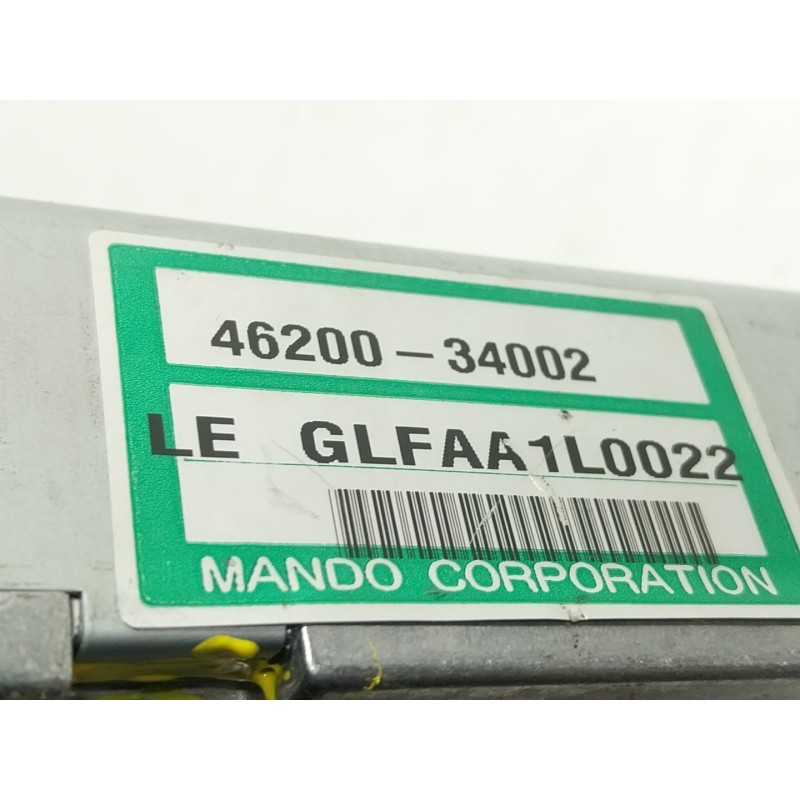 46200-34002
LE GLFAA1L0022
MANDO CORPORATION